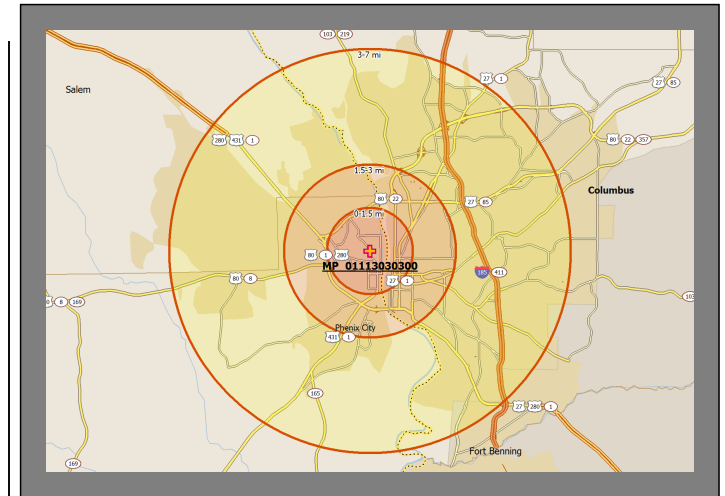 103 219
3-7 mi
27 1
27 85
Salem
280 431 1
80 22 357
1.5-3 mi
Columbus
80 22
27 85
0-1.5 mi
80 1 280
MP 01113030300
185 411
80 8
27 1
103
8 169
Phenix City
431 1
165
27 280 1
Fort Benning
169